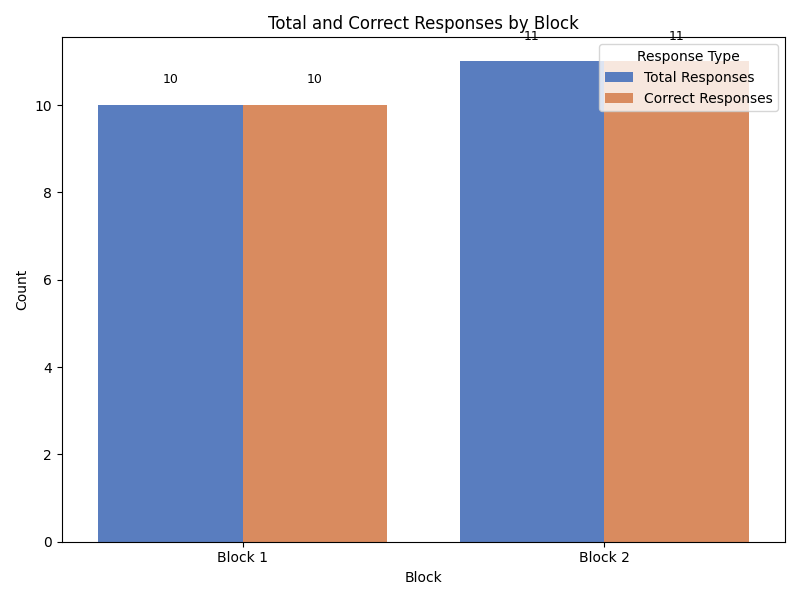 Total and Correct Responses by Block
11
11
Response Type
Total Responses
Correct Responses
10
10
10
8
6
4
2
0
Count
Block 1
Block 2
Block